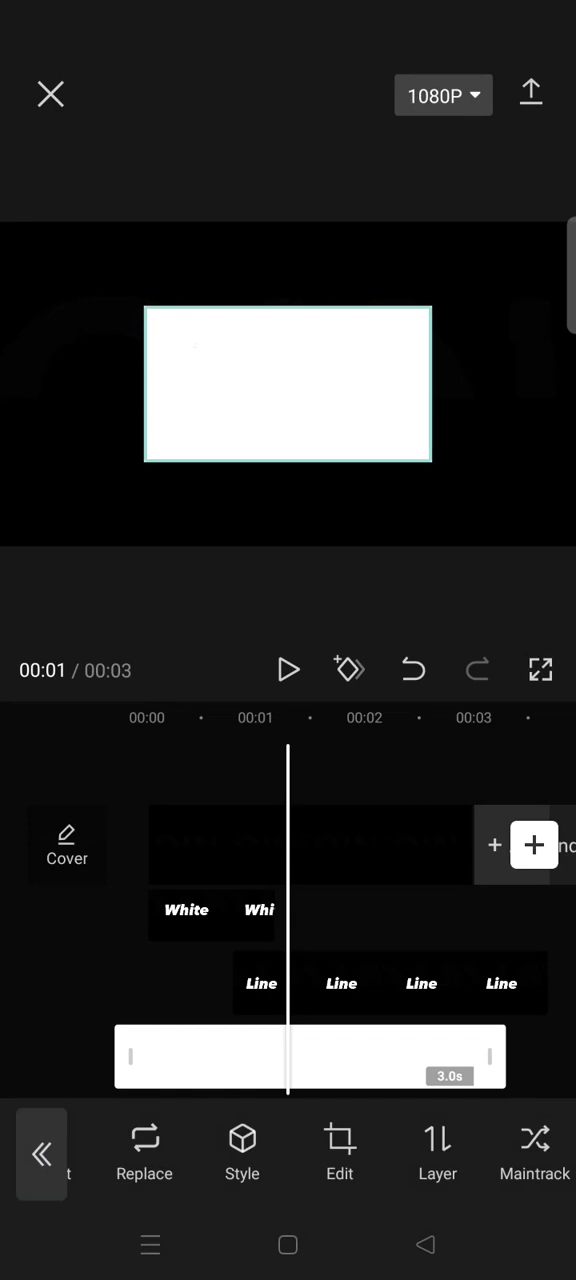 1080P
00:01 / 00:03
00:00 00:01 00:02 00:03
Cover
White Whi
Line Line Line Line
3.0s
t Replace Style Edit Layer Maintrack